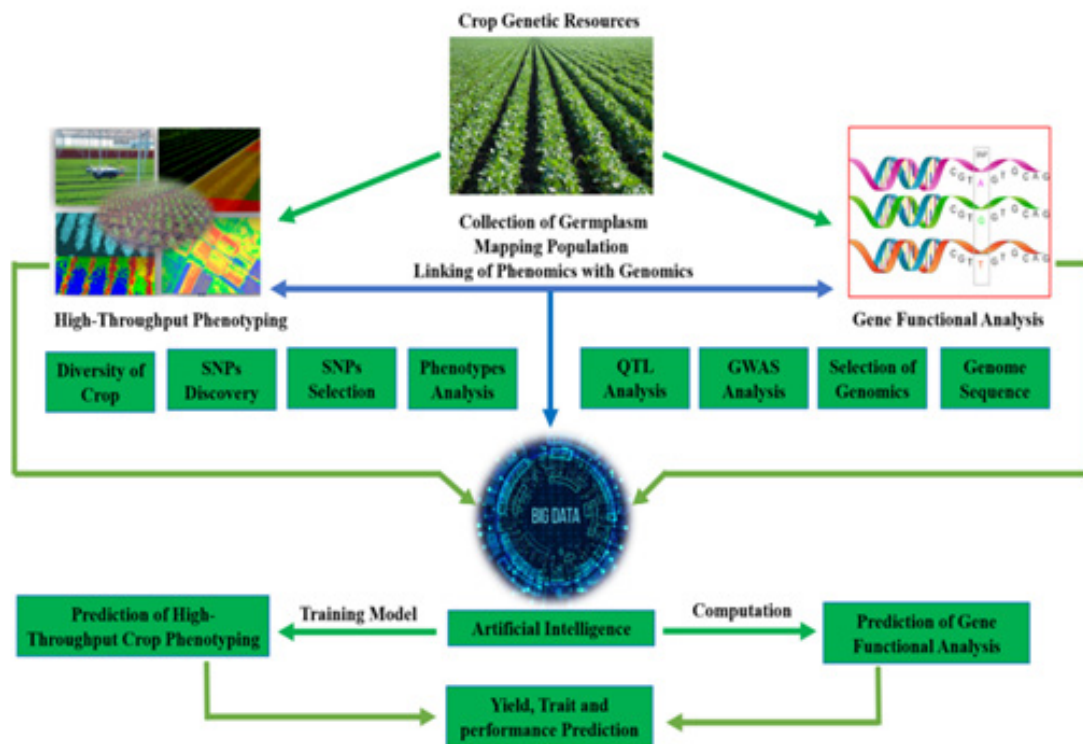 Crop Genetic Resources
SNP
C G T A G T G C A G
C G T G G T G C A G
C G T T G T G C A G
Collection of Germplasm
Mapping Population
Linking of Phenomics with Genomics
High-Throughput Phenotyping
Gene Functional Analysis
Diversity of
Crop
SNPs
Discovery
SNPs
Selection
Phenotypes
Analysis
QTL
Analysis
GWAS
Analysis
Selection of
Genomics
Genome
Sequence
BIG DATA
Prediction of High-
Throughput Crop Phenotyping
Training Model
Artificial Intelligence
Computation
Prediction of Gene
Functional Analysis
Yield, Trait and
performance Prediction